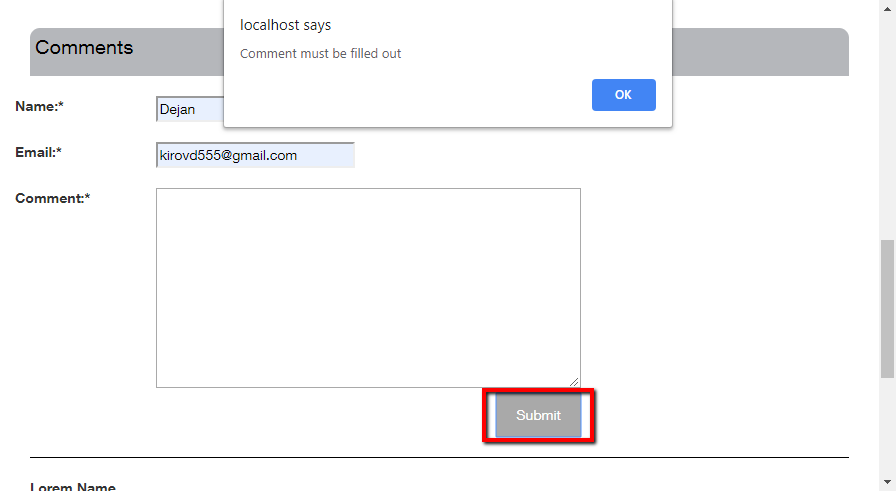 localhost says
Comment must be filled out
OK
Comments
Name:*
Dejan
Email:*
kirovd555@gmail.com
Comment:*
Submit
Lorem Name